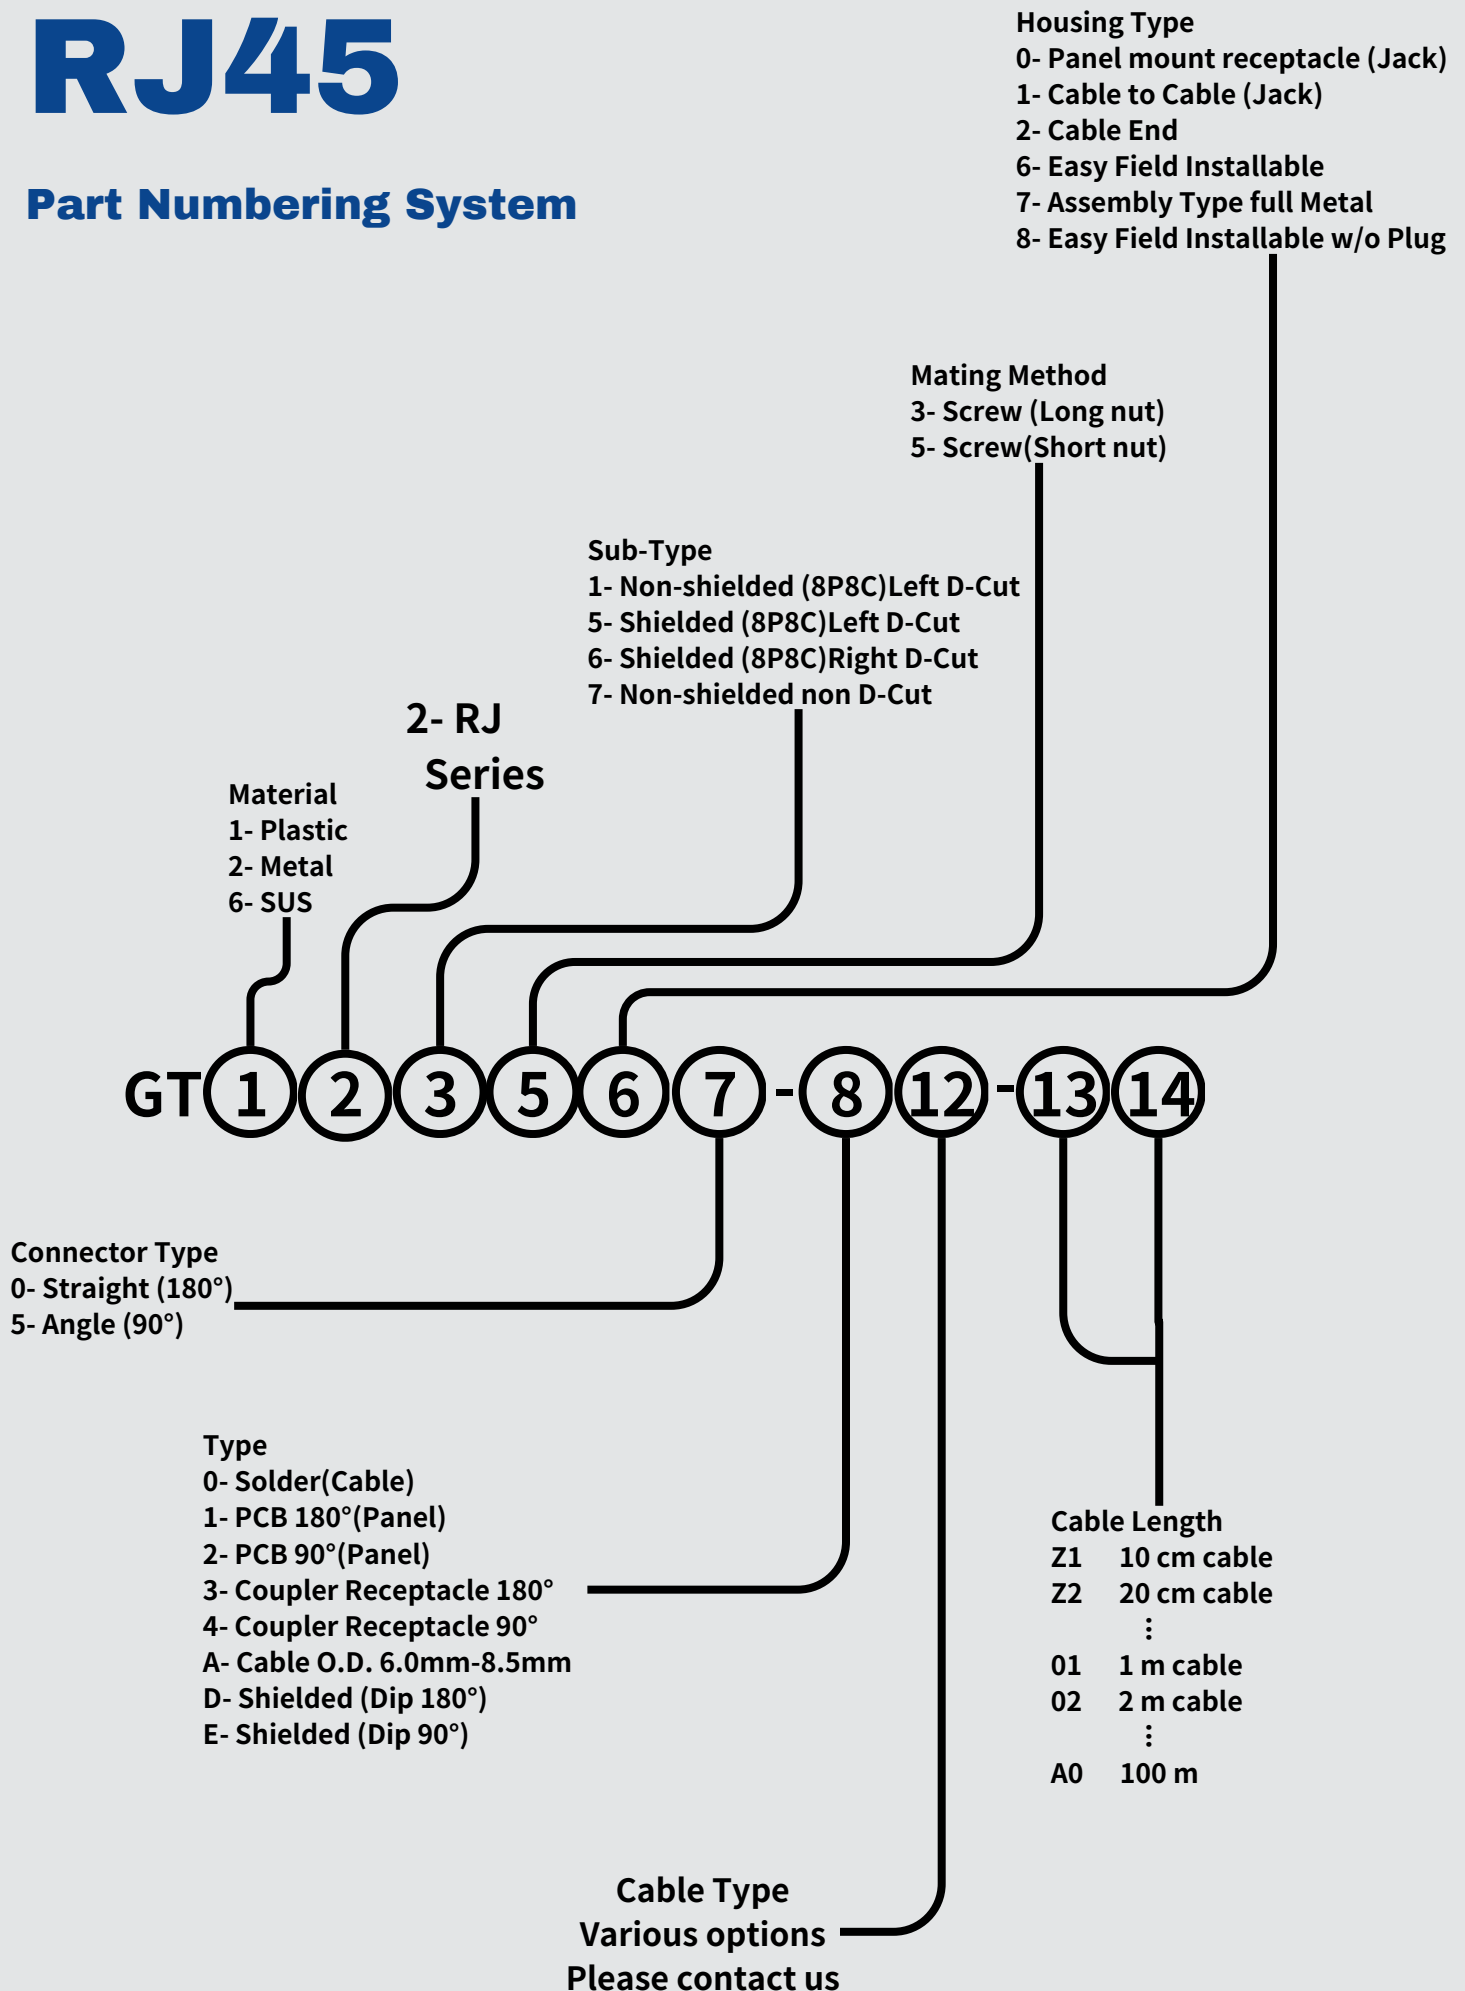 RJ45
Part Numbering System
Housing Type
0- Panel mount receptacle (Jack)
1- Cable to Cable (Jack)
2- Cable End
6- Easy Field Installable
7- Assembly Type full Metal
8- Easy Field Installable w/o Plug
Mating Method
3- Screw (Long nut)
5- Screw(Short nut)
Sub-Type
1- Non-shielded (8P8C)Left D-Cut
5- Shielded (8P8C)Left D-Cut
6- Shielded (8P8C)Right D-Cut
7- Non-shielded non D-Cut
2- RJ
Series
Material
1- Plastic
2- Metal
6- SUS
GT 1 2 3 5 6 7 - 8 12 - 13 14
Connector Type
0- Straight (180°)
5- Angle (90°)
Type
0- Solder(Cable)
1- PCB 180°(Panel)
2- PCB 90°(Panel)
3- Coupler Receptacle 180°
4- Coupler Receptacle 90°
A- Cable O.D. 6.0mm-8.5mm
D- Shielded (Dip 180°)
E- Shielded (Dip 90°)
Cable Length
Z1 10 cm cable
Z2 20 cm cable
⋮
01 1 m cable
02 2 m cable
⋮
A0 100 m
Cable Type
Various options
Please contact us